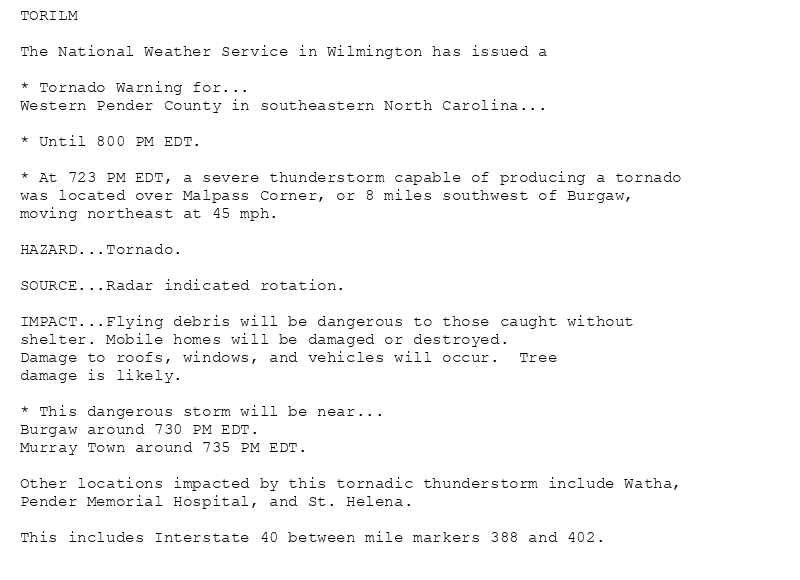 TORILM
The National Weather Service in Wilmington has issued a
* Tornado Warning for...
Western Pender County in southeastern North Carolina...
* Until 800 PM EDT.
* At 723 PM EDT, a severe thunderstorm capable of producing a tornado
was located over Malpass Corner, or 8 miles southwest of Burgaw,
moving northeast at 45 mph.
HAZARD...Tornado.
SOURCE...Radar indicated rotation.
IMPACT...Flying debris will be dangerous to those caught without
shelter. Mobile homes will be damaged or destroyed.
Damage to roofs, windows, and vehicles will occur.  Tree
damage is likely.
* This dangerous storm will be near...
Burgaw around 730 PM EDT.
Murray Town around 735 PM EDT.
Other locations impacted by this tornadic thunderstorm include Watha,
Pender Memorial Hospital, and St. Helena.
This includes Interstate 40 between mile markers 388 and 402.